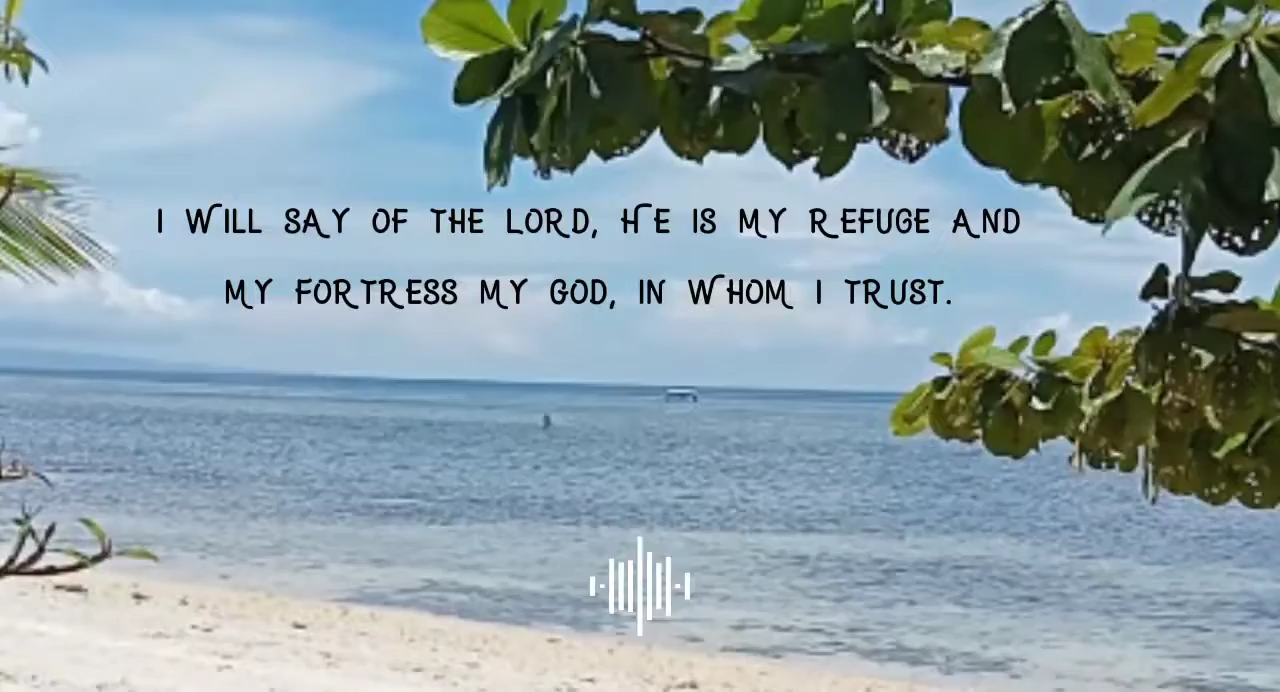 I WILL SAY OF THE LORD, HE IS MY REFUGE AND
MY FORTRESS MY GOD, IN WHOM I TRUST.